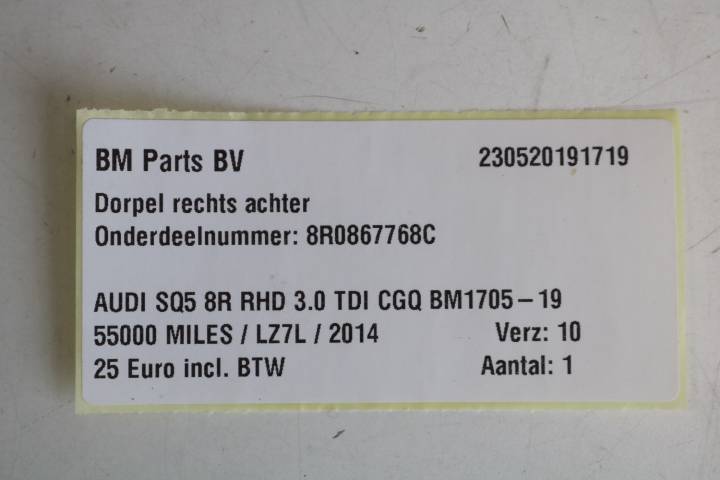 BM Parts BV 230520191719
Dorpel rechts achter
Onderdeelnummer: 8R0867768C
AUDI SQ5 8R RHD 3.0 TDI CGQ BM1705-19
55000 MILES / LZ7L / 2014 Verz: 10
25 Euro incl. BTW Aantal: 1